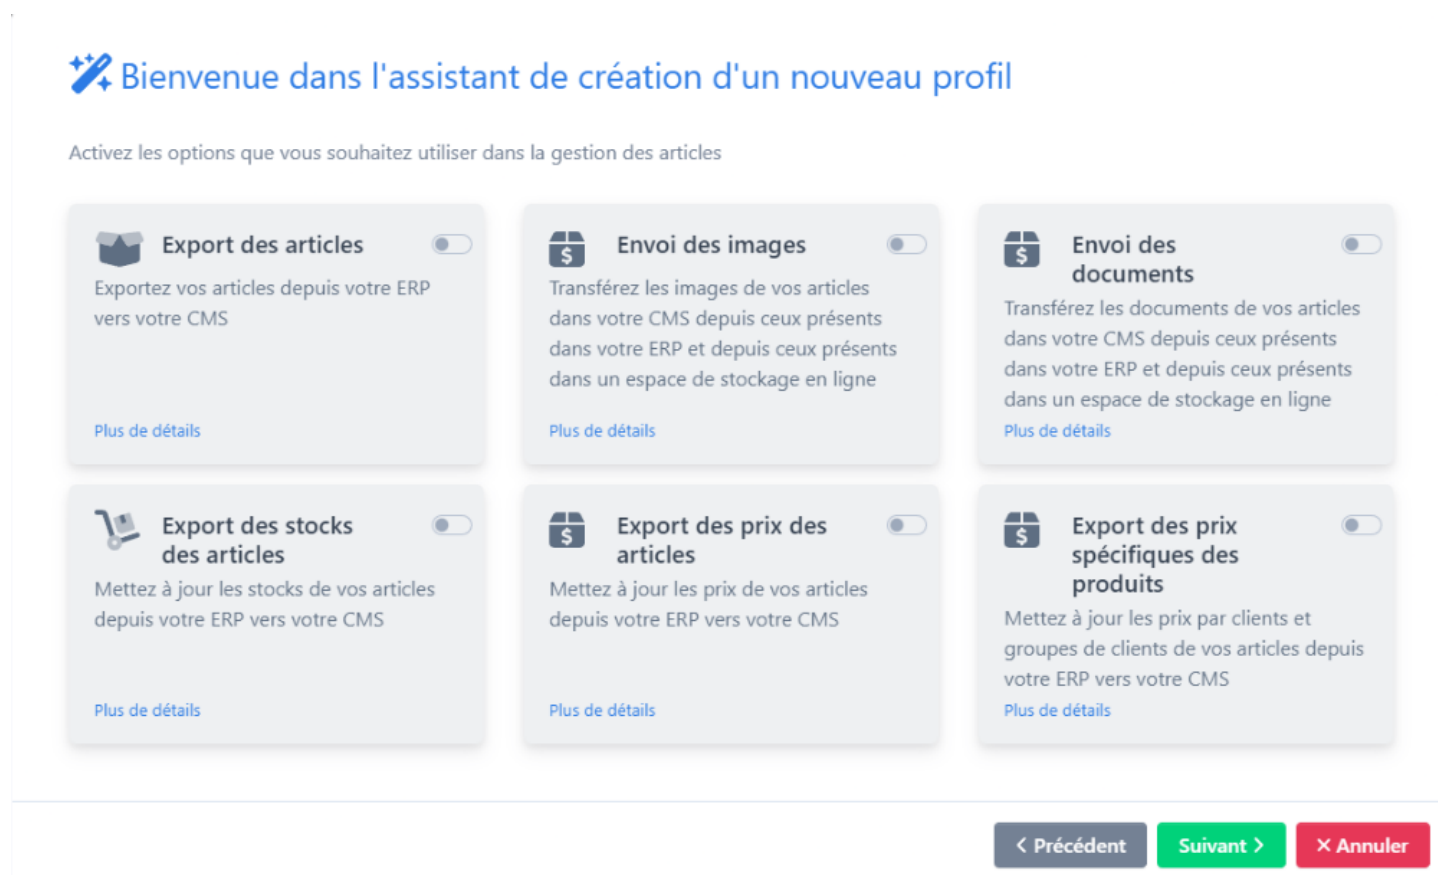 Bienvenue dans l'assistant de création d'un nouveau profil
Activez les options que vous souhaitez utiliser dans la gestion des articles
Export des articles
Exportez vos articles depuis votre ERP
vers votre CMS
Plus de détails
Envoi des images
Transférez les images de vos articles
dans votre CMS depuis ceux présents
dans votre ERP et depuis ceux présents
dans un espace de stockage en ligne
Plus de détails
Envoi des
documents
Transférez les documents de vos articles
dans votre CMS depuis ceux présents
dans votre ERP et depuis ceux présents
dans un espace de stockage en ligne
Plus de détails
Export des stocks
des articles
Mettez à jour les stocks de vos articles
depuis votre ERP vers votre CMS
Plus de détails
Export des prix des
articles
Mettez à jour les prix de vos articles
depuis votre ERP vers votre CMS
Plus de détails
Export des prix
spécifiques des
produits
Mettez à jour les prix par clients et
groupes de clients de vos articles depuis
votre ERP vers votre CMS
Plus de détails
Précédent
Suivant
Annuler